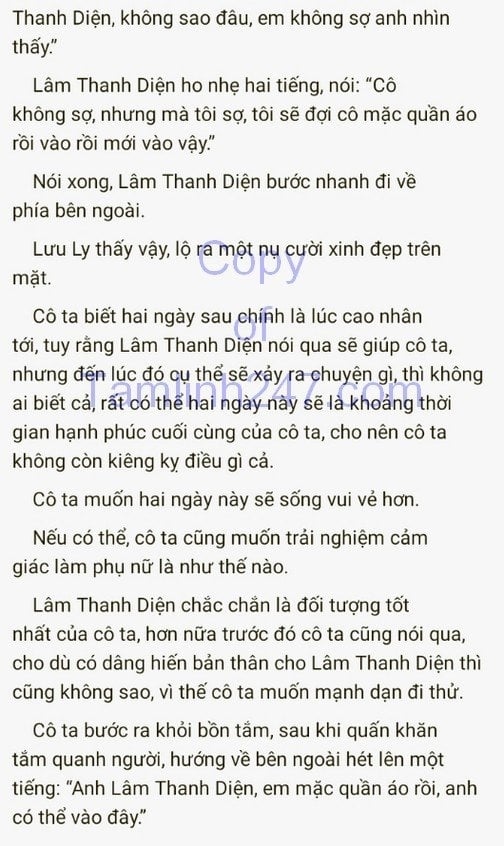 Thanh Diện, không sao đâu, em không sợ anh nhìn
thấy."
Lâm Thanh Diện ho nhẹ hai tiếng, nói: "Cô
không sợ, nhưng mà tôi sợ, tôi sẽ đợi cô mặc quần áo
rồi vào rồi mới vào vậy."
Nói xong, Lâm Thanh Diện bước nhanh đi về
phía bên ngoài.
Lưu Ly thấy vậy, lộ ra một nụ cười xinh đẹp trên
mặt.
Cô ta biết hai ngày sau chính là lúc cao nhân
tới, tuy rằng Lâm Thanh Diện nói qua sẽ giúp cô ta,
nhưng đến lúc đó cụ thể sẽ xảy ra chuyện gì, thì không
ai biết cả, rất có thể hai ngày này sẽ là khoảng thời
gian hạnh phúc cuối cùng của cô ta, cho nên cô ta
không còn kiêng kỵ điều gì cả.
Cô ta muốn hai ngày này sẽ sống vui vẻ hơn.
Nếu có thể, cô ta cũng muốn trải nghiệm cảm
giác làm phụ nữ là như thế nào.
Lâm Thanh Diện chắc chắn là đối tượng tốt
nhất của cô ta, hơn nữa trước đó cô ta cũng nói qua,
cho dù có dâng hiến bản thân cho Lâm Thanh Diện thì
cũng không sao, vì thế cô ta muốn mạnh dạn đi thử.
Cô ta bước ra khỏi bồn tắm, sau khi quấn khăn
tắm quanh người, hướng về bên ngoài hét lên một
tiếng: "Anh Lâm Thanh Diện, em mặc quần áo rồi, anh
có thể vào đây."
Copy
of
Tamlinh247.com